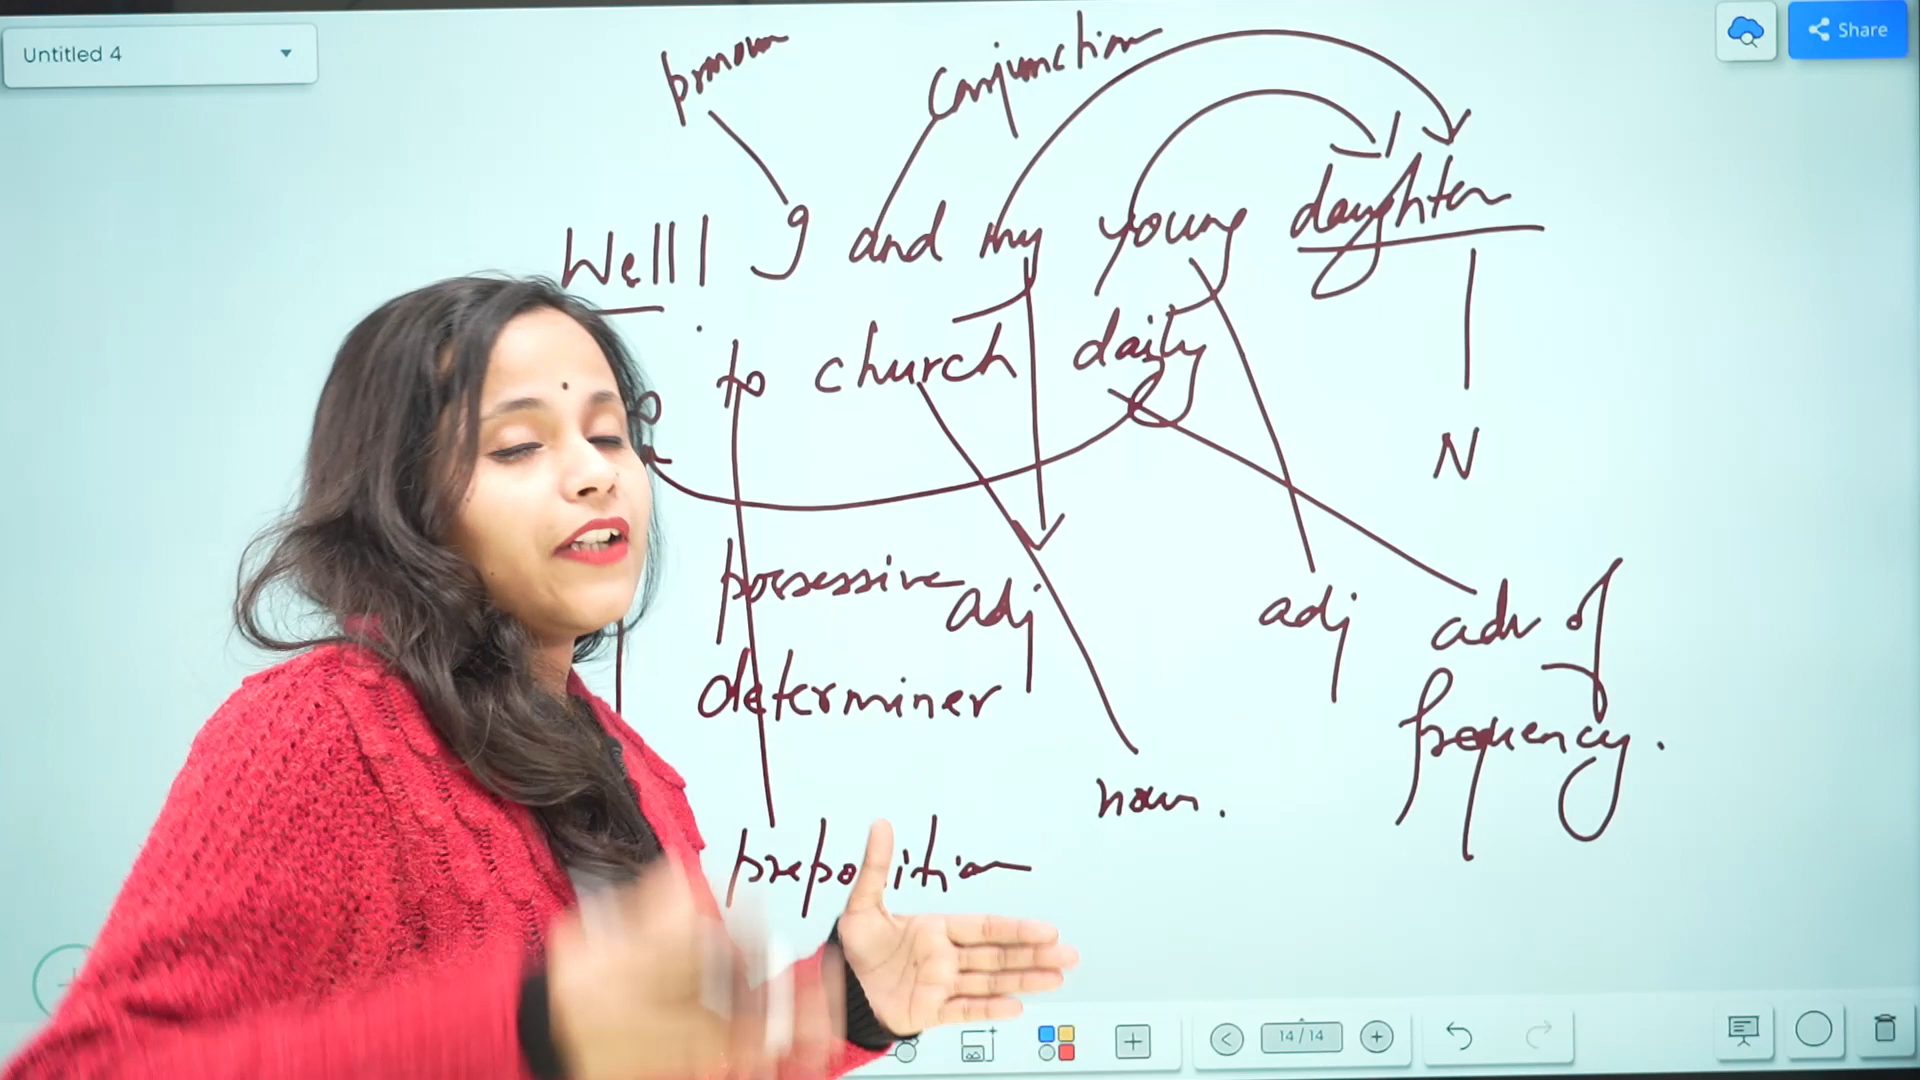 Untitled 4
Share
pronoun
conjunction
Well! I and my young daughter
to church daily
N
possessive adj
determiner
adj
adv of
frequency.
noun.
preposition
14/14